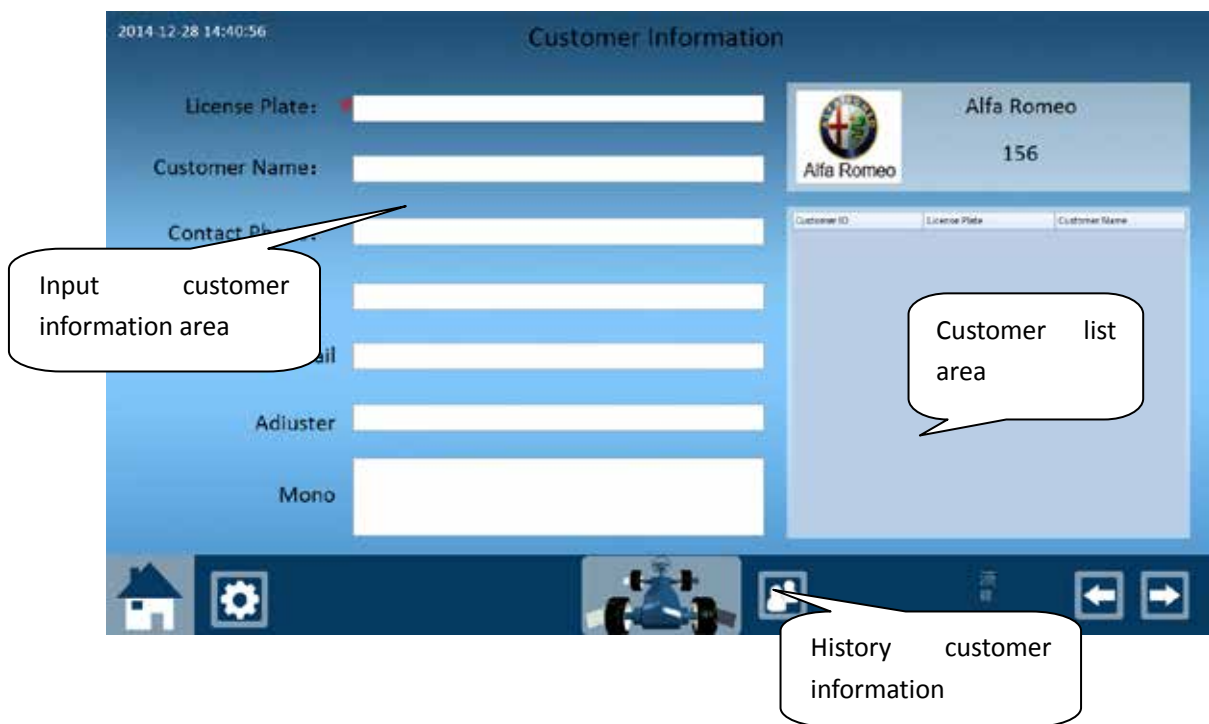 2014-12-28 14:40:56
Customer Information
License Plate:
Customer Name:
Contact
Input customer
information area
ail
Adiuster
Mono
Alfa Romeo
Alfa Romeo
156
Customer ID License Plate Customer Name
Customer list
area
History customer
information